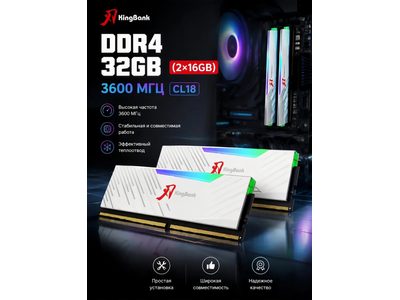 KingBank
DDR4
32GB (2×16GB)
3600 МГЦ CL18
Высокая частота
3600 МГц
Стабильная и совместимая
работа
Эффективный
теплоотвод
KingBank
KingBank
Простая
установка
Широкая
совместимость
Надежное
качество